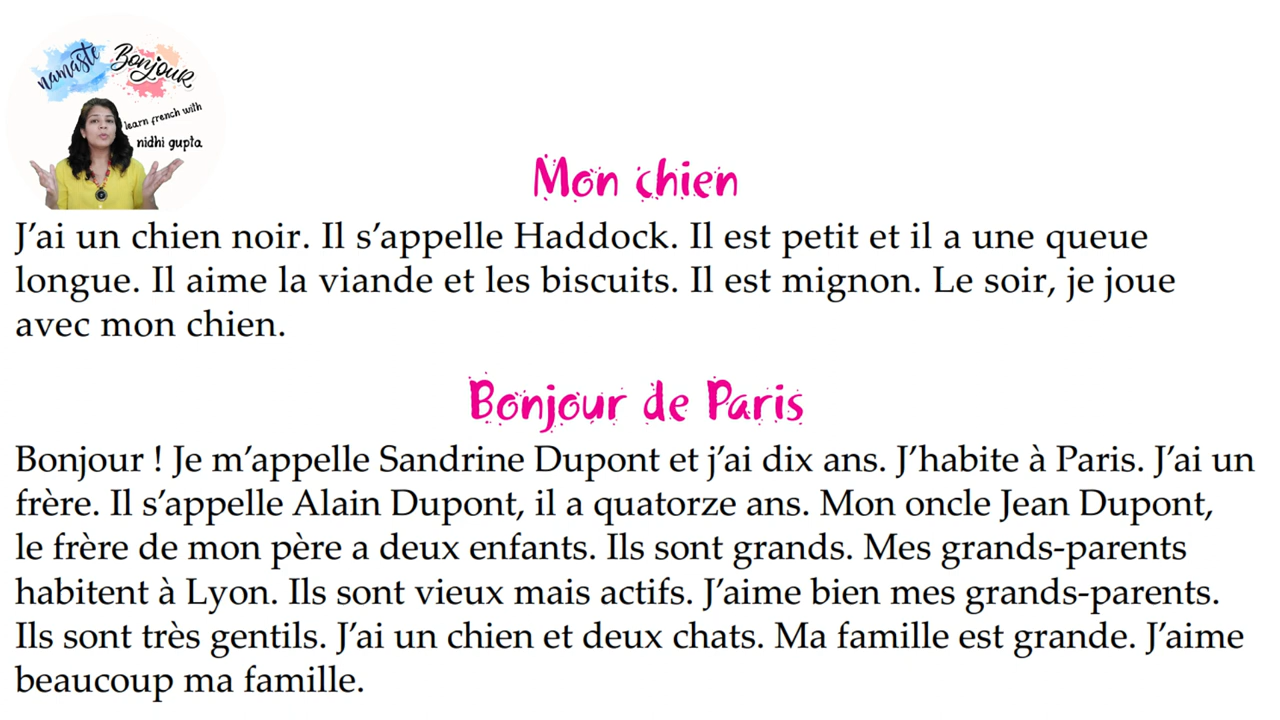 namaste Bonjour
learn french with
nidhi gupta
Mon chien
J’ai un chien noir. Il s’appelle Haddock. Il est petit et il a une queue
longue. Il aime la viande et les biscuits. Il est mignon. Le soir, je joue
avec mon chien.
Bonjour de Paris
Bonjour ! Je m’appelle Sandrine Dupont et j’ai dix ans. J’habite à Paris. J’ai un
frère. Il s’appelle Alain Dupont, il a quatorze ans. Mon oncle Jean Dupont,
le frère de mon père a deux enfants. Ils sont grands. Mes grands-parents
habitent à Lyon. Ils sont vieux mais actifs. J’aime bien mes grands-parents.
Ils sont très gentils. J’ai un chien et deux chats. Ma famille est grande. J’aime
beaucoup ma famille.